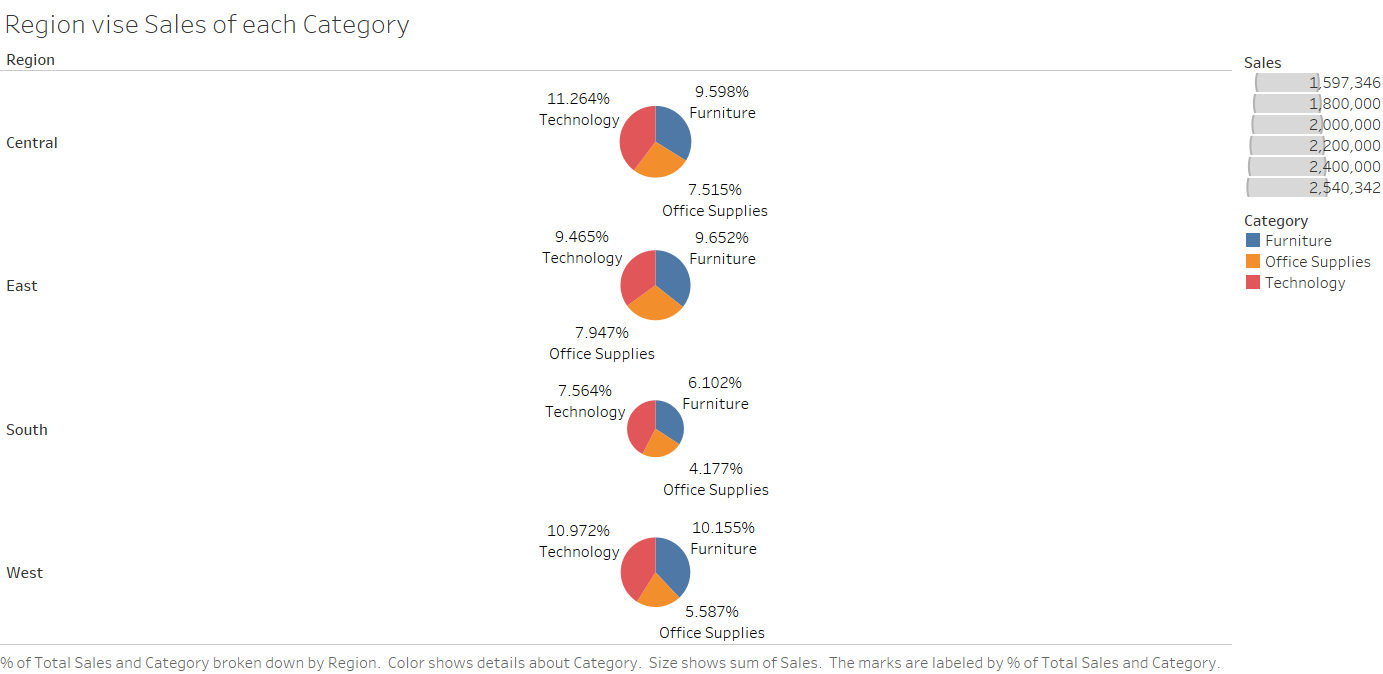 Region vise Sales of each Category
Region
Sales
1,597,346
1,800,000
2,000,000
2,200,000
2,400,000
2,540,342
Category
Furniture
Office Supplies
Technology
Central
11.264%
Technology
9.598%
Furniture
7.515%
Office Supplies
East
9.465%
Technology
9.652%
Furniture
7.947%
Office Supplies
South
7.564%
Technology
6.102%
Furniture
4.177%
Office Supplies
West
10.972%
Technology
10.155%
Furniture
5.587%
Office Supplies
% of Total Sales and Category broken down by Region.  Color shows details about Category.  Size shows sum of Sales.  The marks are labeled by % of Total Sales and Category.